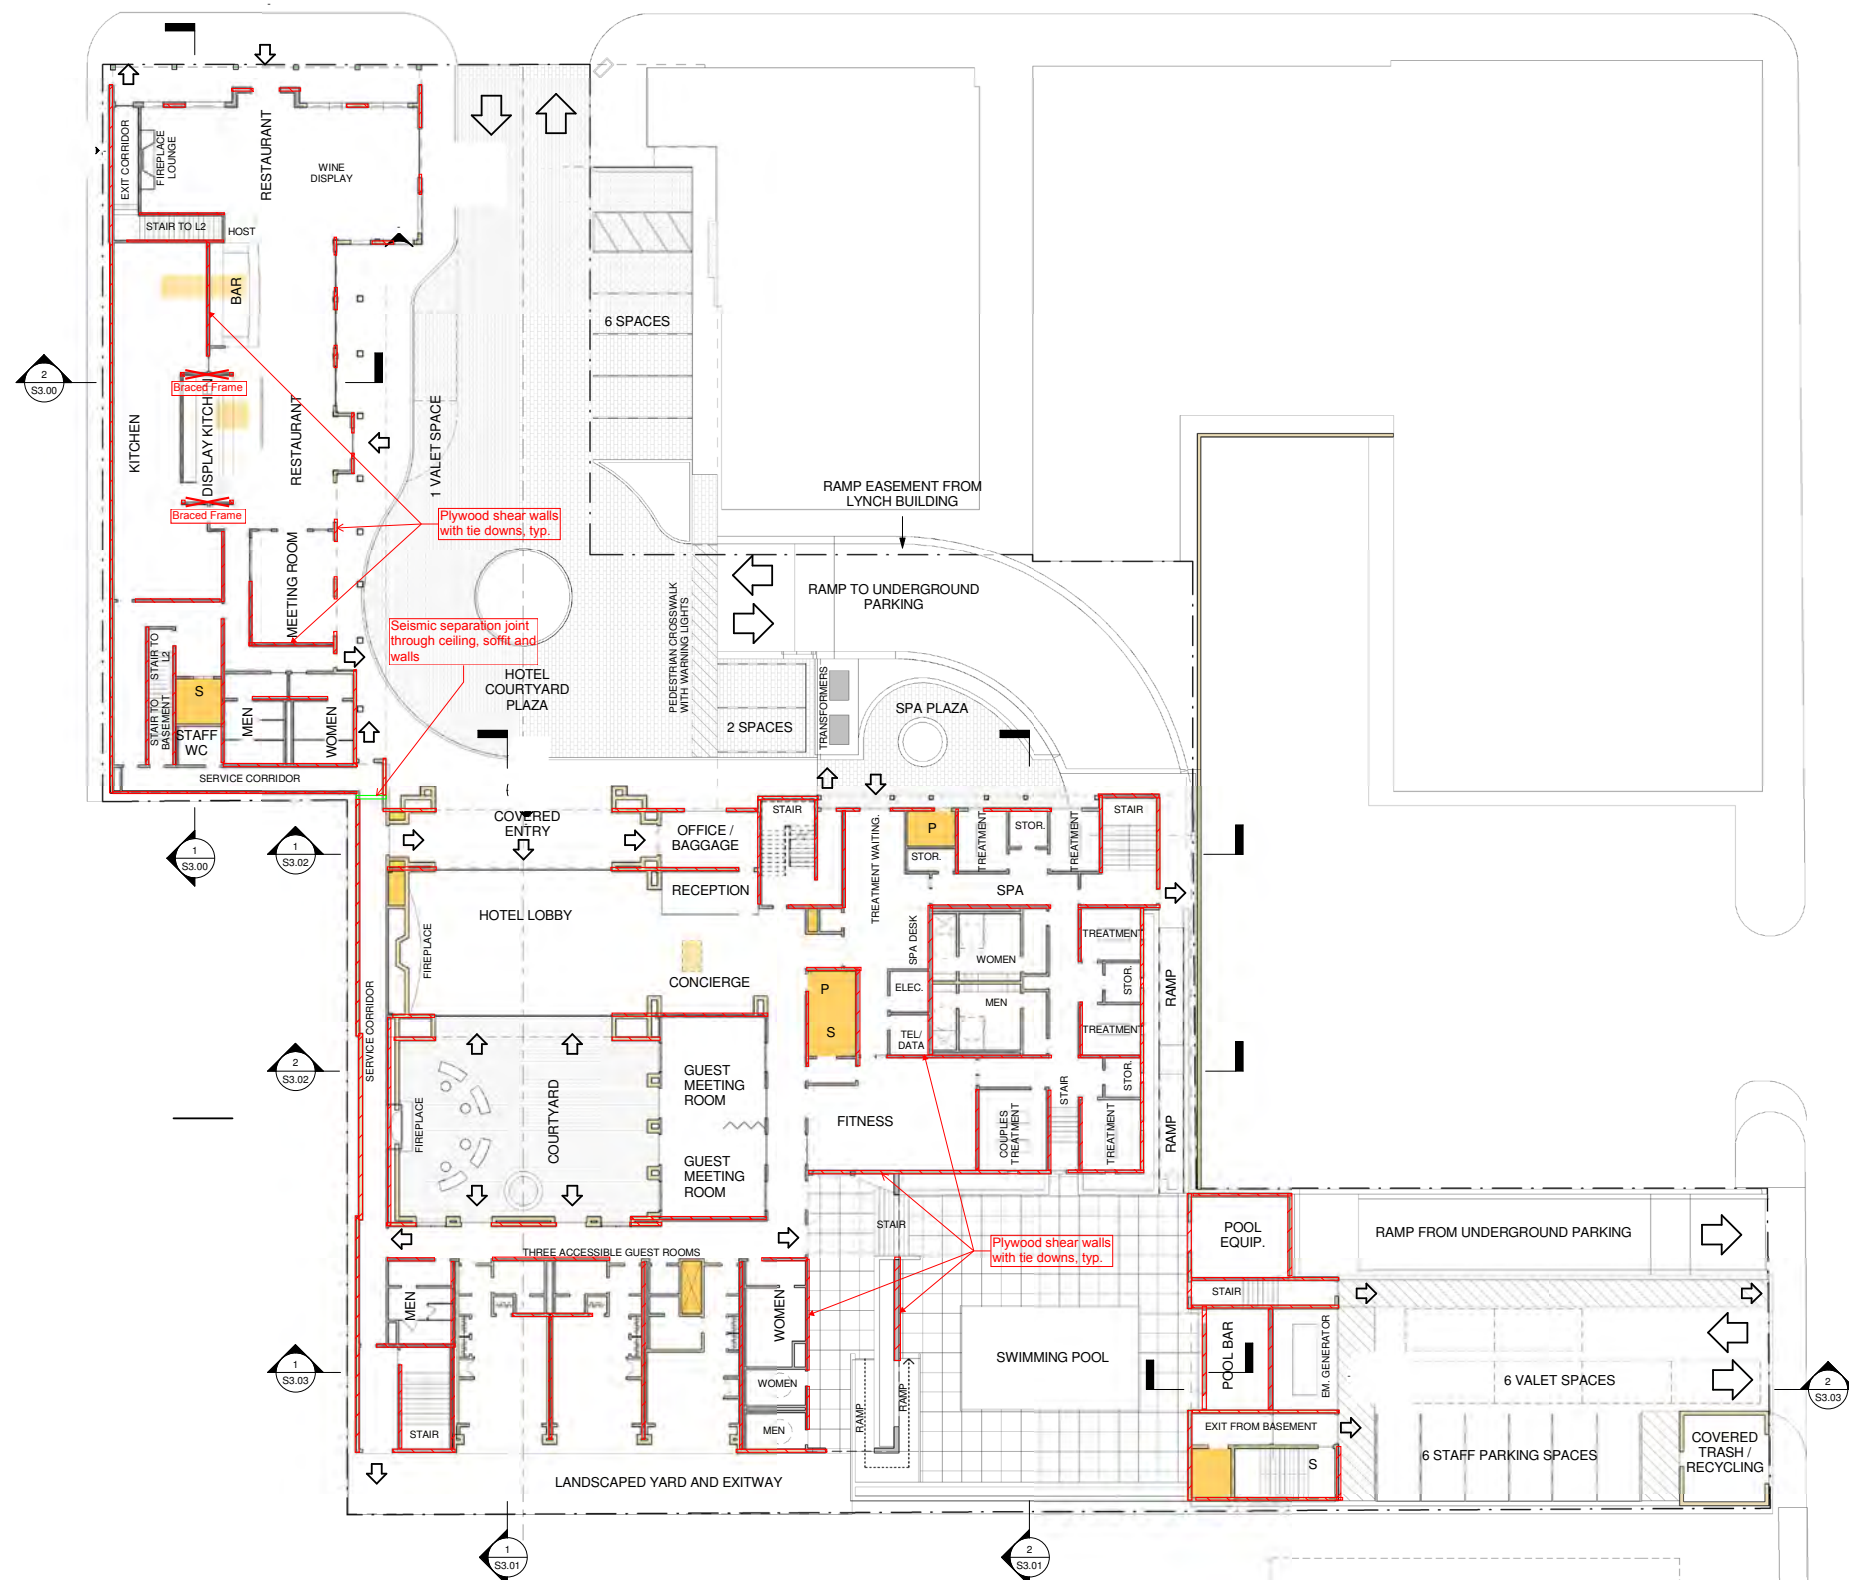 EXIT CORRIDOR
FIREPLACE
LOUNGE
RESTAURANT
WINE
DISPLAY
STAIR TO L2
HOST
BAR
6 SPACES
2
S3.00
Braced Frame
KITCHEN
DISPLAY KITCHEN
RESTAURANT
1 VALET SPACE
Braced Frame
Plywood shear walls
with tie downs, typ.
RAMP EASEMENT FROM
LYNCH BUILDING
MEETING ROOM
RAMP TO UNDERGROUND
PARKING
PEDESTRIAN CROSSWALK
WITH WARNING LIGHTS
Seismic separation joint
through ceiling, soffit and
walls
STAIR TO
L2
STAIR TO
BASEMENT
S
STAFF
WC
MEN
WOMEN
HOTEL
COURTYARD
PLAZA
2 SPACES
TRANSFORMERS
SPA PLAZA
SERVICE CORRIDOR
1
S3.00
1
S3.02
COVERED
ENTRY
OFFICE /
BAGGAGE
STAIR
TREATMENT WAITING.
P
STOR.
TREATMENT
STOR.
TREATMENT
STAIR
RECEPTION
SPA
HOTEL LOBBY
FIREPLACE
CONCIERGE
SPA DESK
WOMEN
TREATMENT
STOR.
RAMP
P
S
ELEC.
MEN
TEL/
DATA
TREATMENT
SERVICE CORRIDOR
2
S3.02
GUEST
MEETING
ROOM
COURTYARD
FIREPLACE
FITNESS
COUPLES
TREATMENT
STAIR
STOR.
TREATMENT
RAMP
GUEST
MEETING
ROOM
STAIR
Plywood shear walls
with tie downs, typ.
POOL
EQUIP.
RAMP FROM UNDERGROUND PARKING
THREE ACCESSIBLE GUEST ROOMS
STAIR
MEN
WOMEN
SWIMMING POOL
POOL BAR
EM. GENERATOR
6 VALET SPACES
1
S3.03
2
S3.03
WOMEN
RAMP
RAMP
MEN
STAIR
EXIT FROM BASEMENT
S
6 STAFF PARKING SPACES
COVERED
TRASH /
RECYCLING
LANDSCAPED YARD AND EXITWAY
1
S3.01
2
S3.01